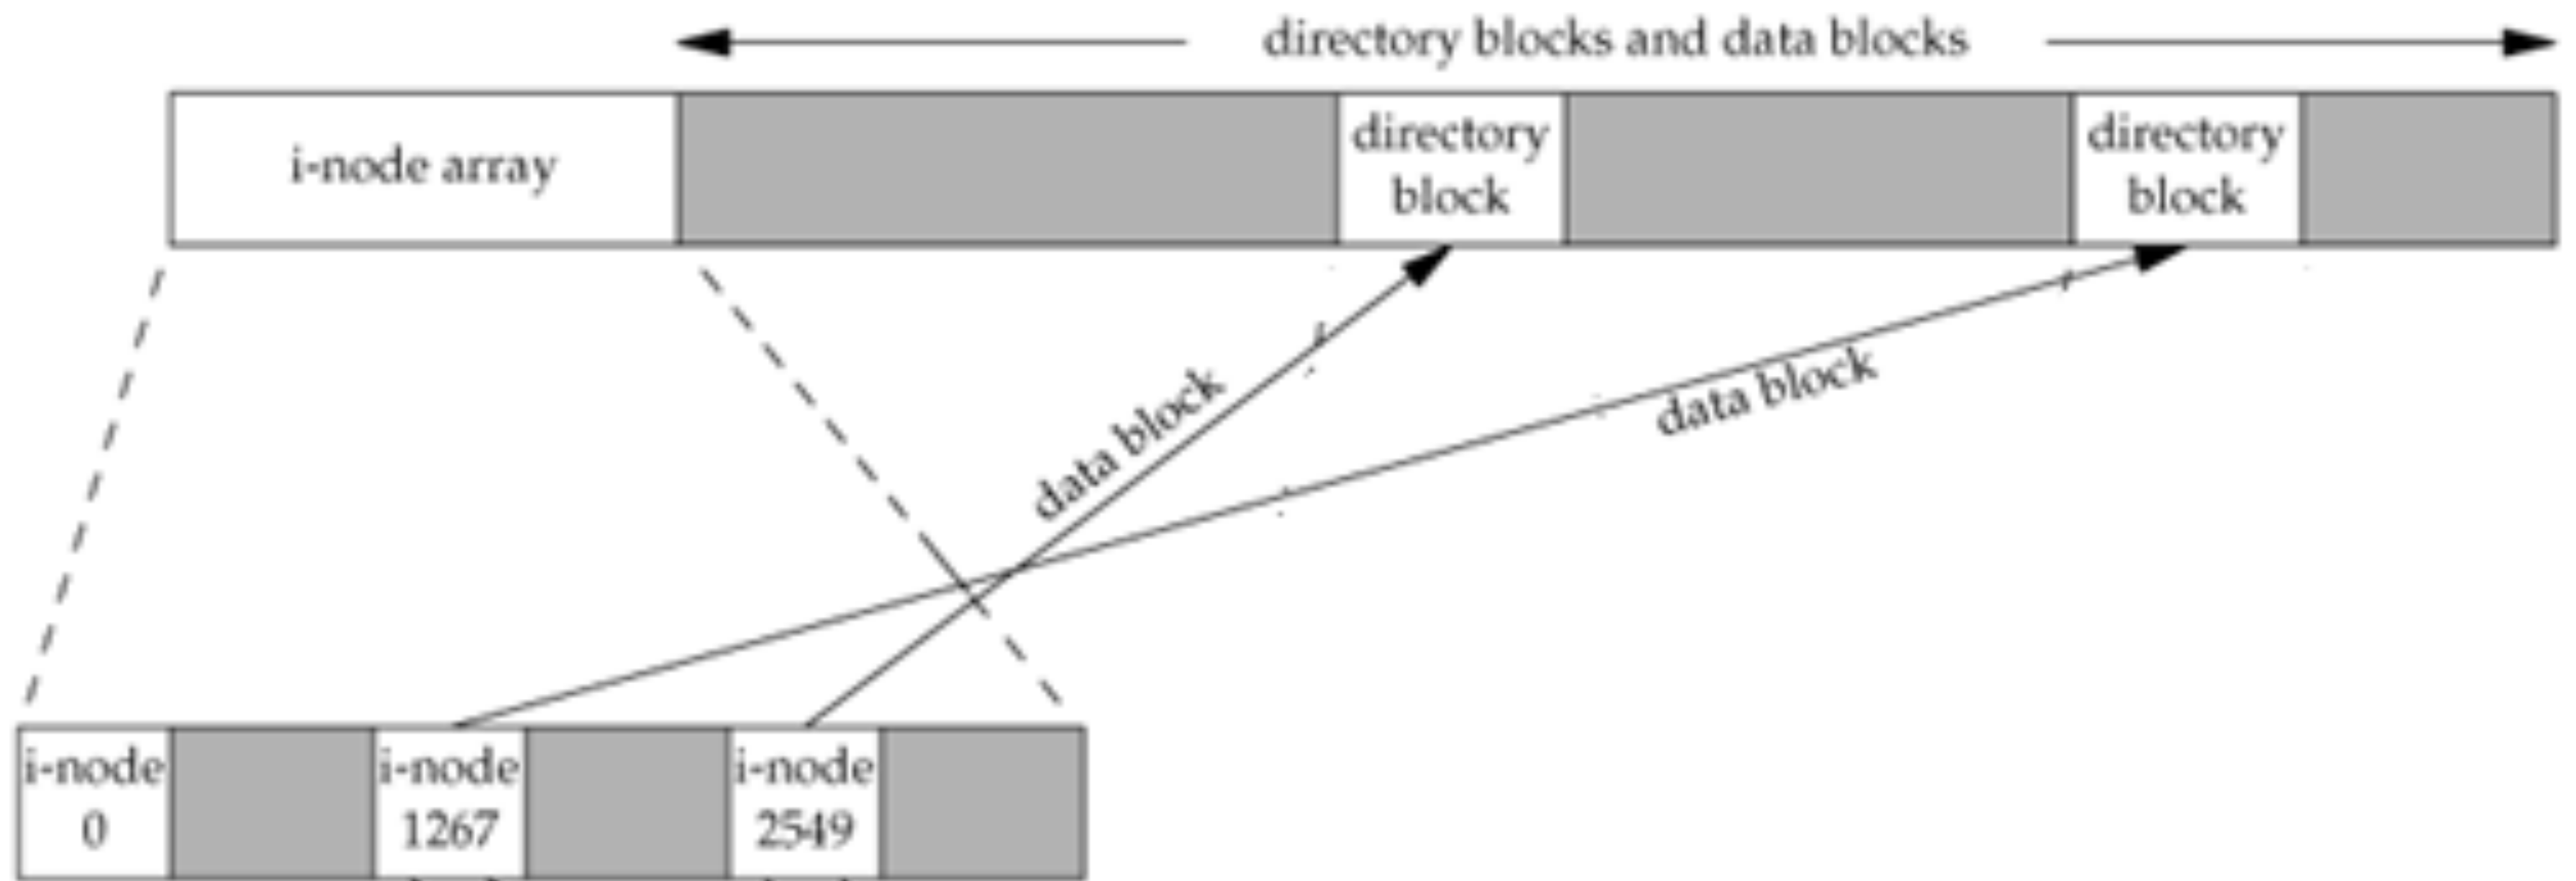 directory blocks and data blocks
i-node array
directory
block
directory
block
data block
data block
i-node
0
i-node
1267
i-node
2549